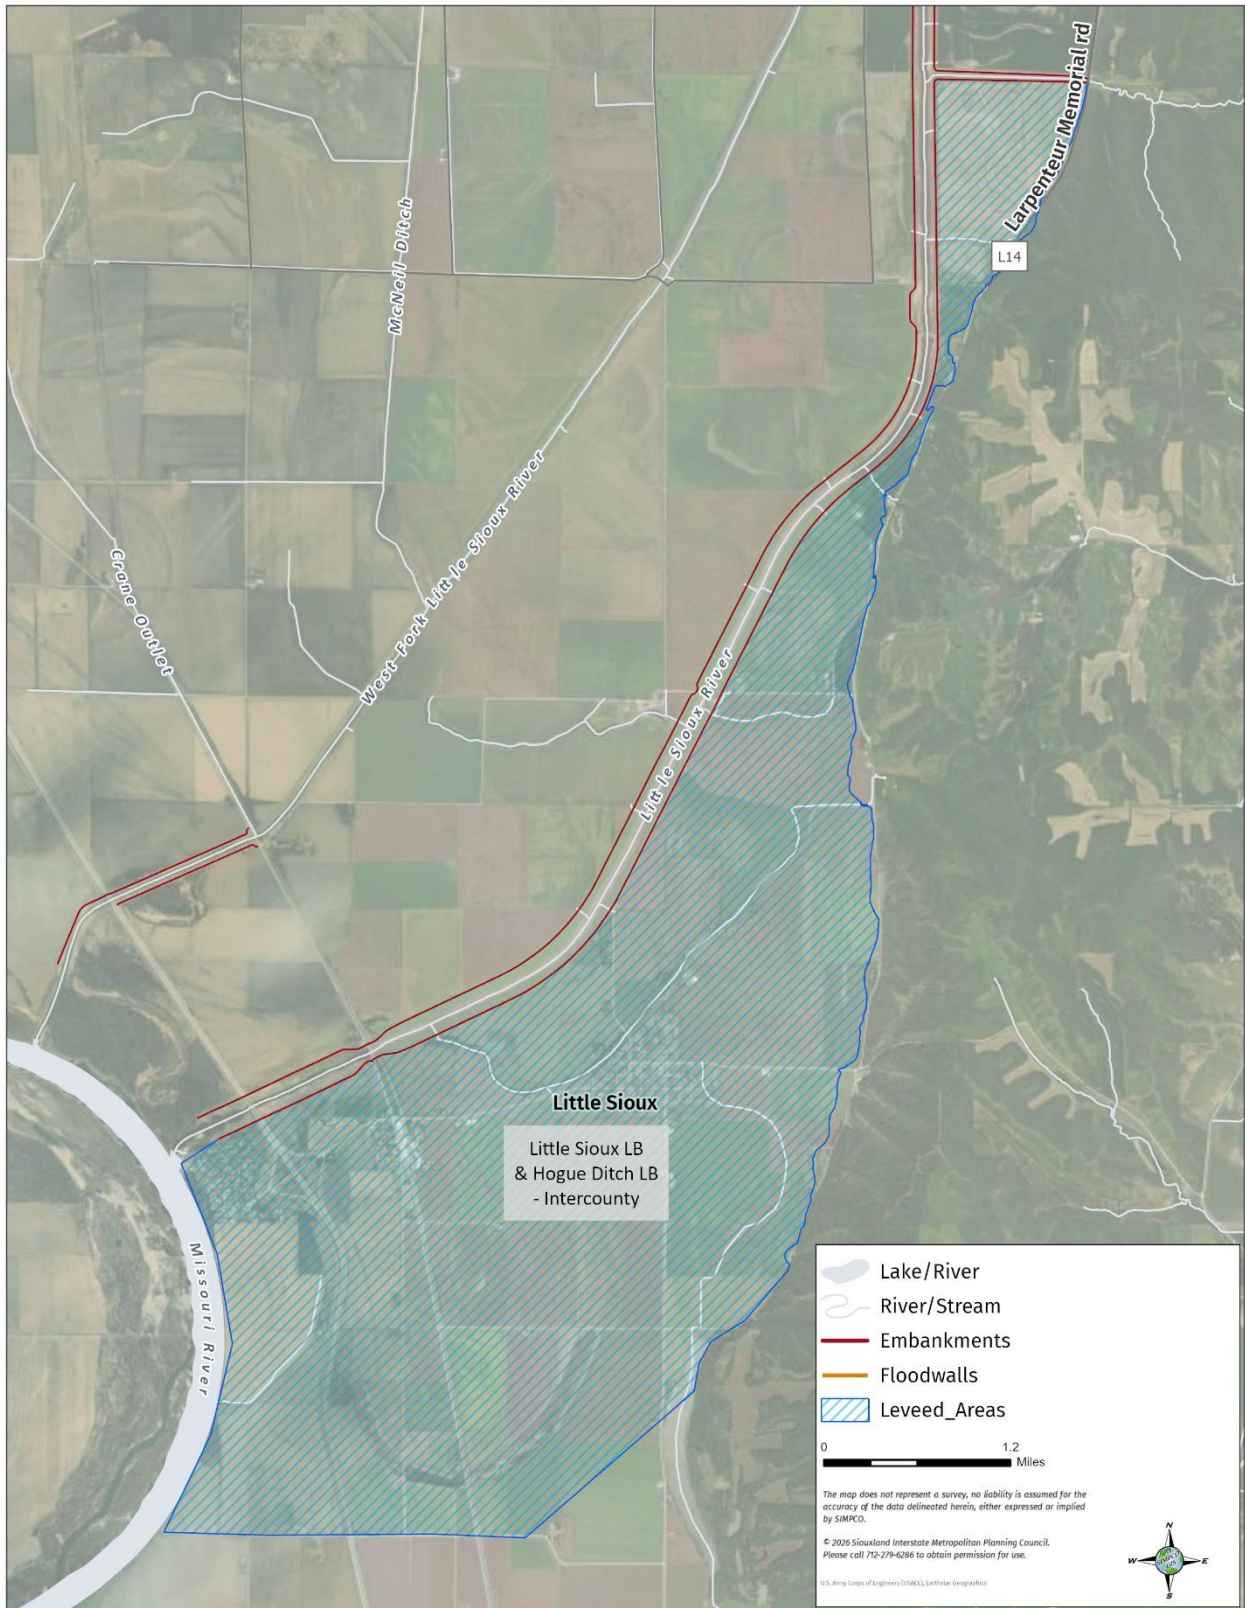 Larpenteur Memorial rd
L14
McNeil Ditch
West Fork Little Sioux River
Crane Outlet
Little Sioux River
Little Sioux
Little Sioux LB
& Hogue Ditch LB
- Intercounty
Missouri River
Lake/River
River/Stream
Embankments
Floodwalls
Leveed_Areas
0 1.2
Miles
The map does not represent a survey, no liability is assumed for the
accuracy of the data delineated herein, either expressed or implied
by SIMPCO.
© 2026 Siouxland Interstate Metropolitan Planning Council.
Please call 712-279-6286 to obtain permission for use.
U.S. Army Corps of Engineers (USACE), Earthstar Geographics
N
W E
SIMPCO
GIS
S